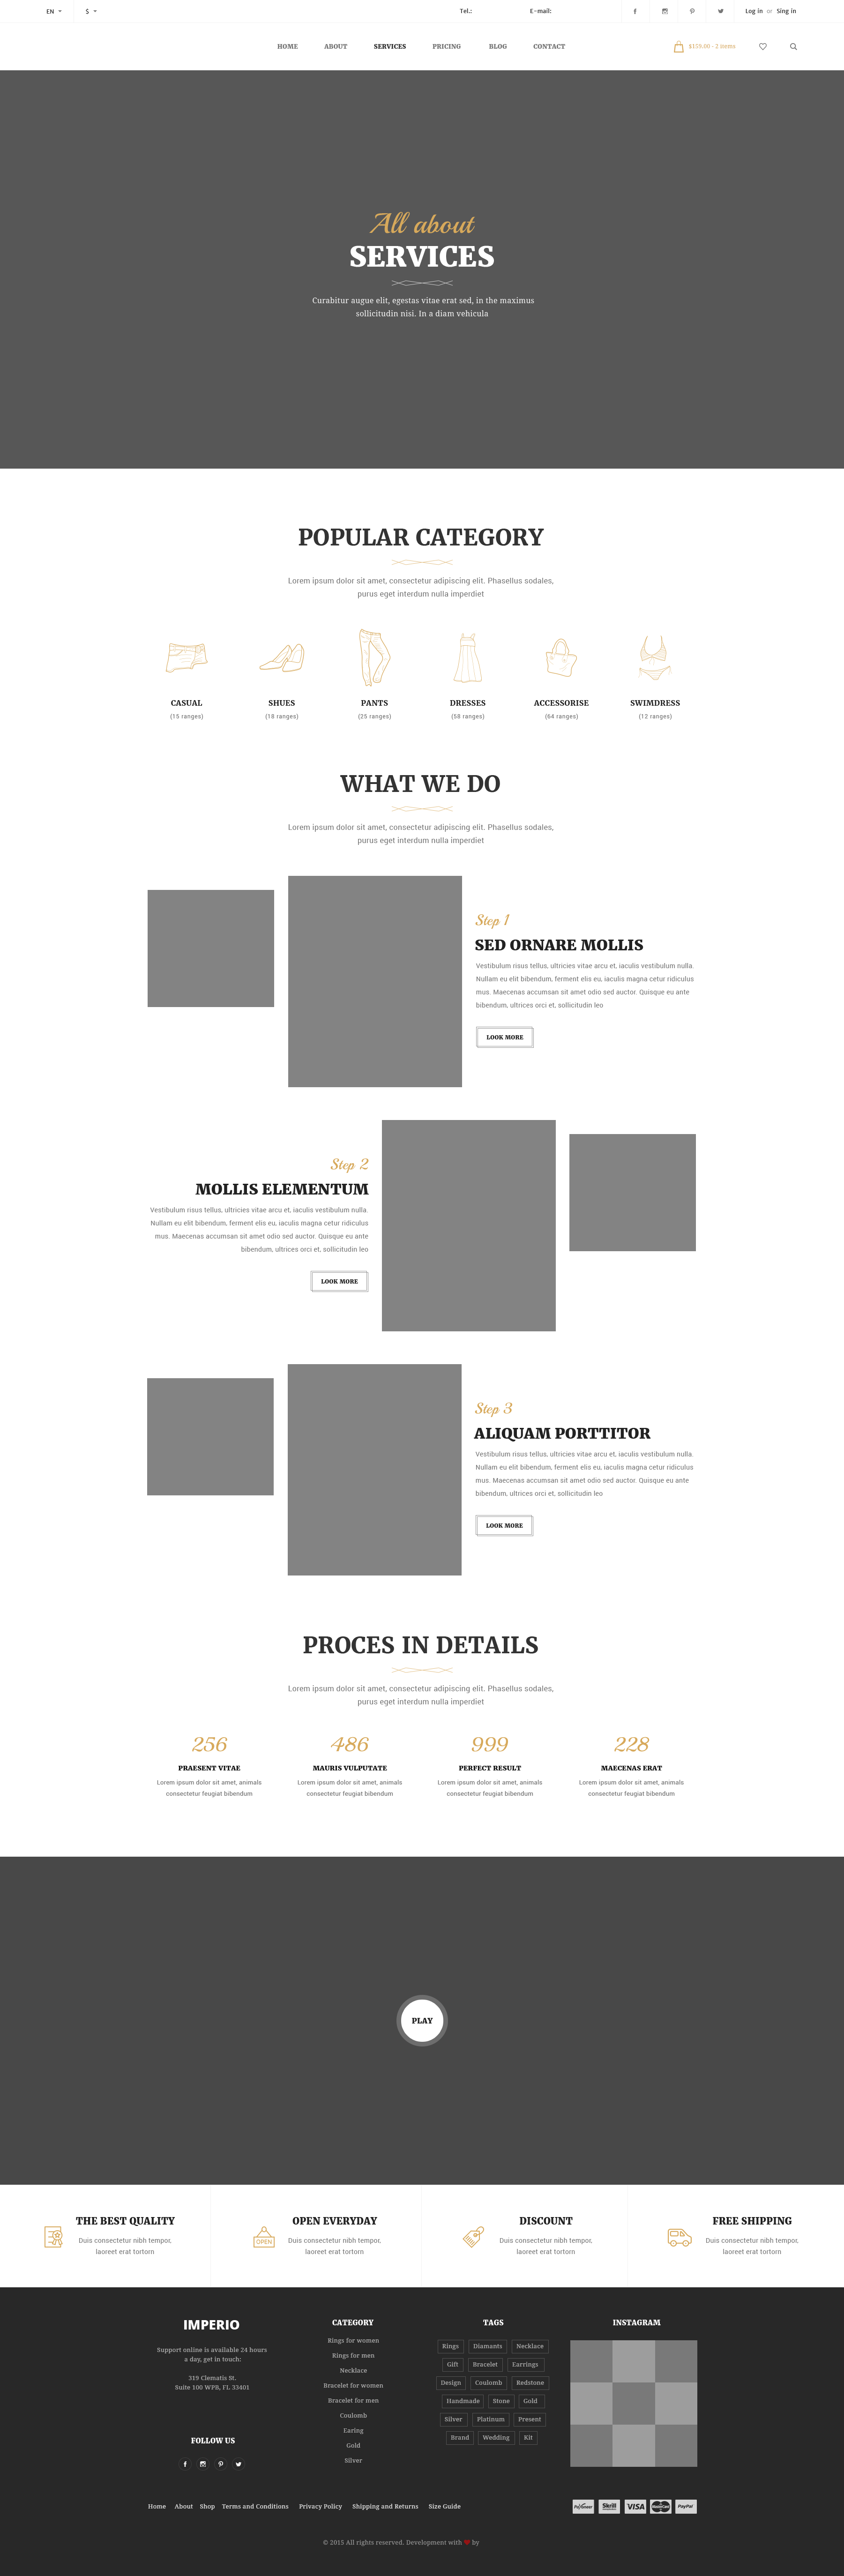 EN $ Tel.: E-mail: Log in or Sing in
HOME ABOUT SERVICES PRICING BLOG CONTACT $159.00 - 2 items
All about
SERVICES
Curabitur augue elit, egestas vitae erat sed, in the maximus
sollicitudin nisi. In a diam vehicula
POPULAR CATEGORY
Lorem ipsum dolor sit amet, consectetur adipiscing elit. Phasellus sodales,
purus eget interdum nulla imperdiet
CASUAL SHUES PANTS DRESSES ACCESSORISE SWIMDRESS
(15 ranges) (18 ranges) (25 ranges) (58 ranges) (64 ranges) (12 ranges)
WHAT WE DO
Lorem ipsum dolor sit amet, consectetur adipiscing elit. Phasellus sodales,
purus eget interdum nulla imperdiet
Step 1
SED ORNARE MOLLIS
Vestibulum risus tellus, ultricies vitae arcu et, iaculis vestibulum nulla.
Nullam eu elit bibendum, ferment elis eu, iaculis magna cetur ridiculus
mus. Maecenas accumsan sit amet odio sed auctor. Quisque eu ante
bibendum, ultrices orci et, sollicitudin leo
LOOK MORE
Step 2
MOLLIS ELEMENTUM
Vestibulum risus tellus, ultricies vitae arcu et, iaculis vestibulum nulla.
Nullam eu elit bibendum, ferment elis eu, iaculis magna cetur ridiculus
mus. Maecenas accumsan sit amet odio sed auctor. Quisque eu ante
bibendum, ultrices orci et, sollicitudin leo
LOOK MORE
Step 3
ALIQUAM PORTTITOR
Vestibulum risus tellus, ultricies vitae arcu et, iaculis vestibulum nulla.
Nullam eu elit bibendum, ferment elis eu, iaculis magna cetur ridiculus
mus. Maecenas accumsan sit amet odio sed auctor. Quisque eu ante
bibendum, ultrices orci et, sollicitudin leo
LOOK MORE
PROCES IN DETAILS
Lorem ipsum dolor sit amet, consectetur adipiscing elit. Phasellus sodales,
purus eget interdum nulla imperdiet
256 486 999 228
PRAESENT VITAE MAURIS VULPUTATE PERFECT RESULT MAECENAS ERAT
Lorem ipsum dolor sit amet, animals Lorem ipsum dolor sit amet, animals Lorem ipsum dolor sit amet, animals Lorem ipsum dolor sit amet, animals
consectetur feugiat bibendum consectetur feugiat bibendum consectetur feugiat bibendum consectetur feugiat bibendum
PLAY
THE BEST QUALITY
Duis consectetur nibh tempor,
laoreet erat tortorn
OPEN
OPEN EVERYDAY
Duis consectetur nibh tempor,
laoreet erat tortorn
DISCOUNT
Duis consectetur nibh tempor,
laoreet erat tortorn
FREE SHIPPING
Duis consectetur nibh tempor,
laoreet erat tortorn
IMPERIO
Support online is available 24 hours
a day, get in touch:
319 Clematis St.
Suite 100 WPB, FL 33401
FOLLOW US
CATEGORY
Rings for women
Rings for men
Necklace
Bracelet for women
Bracelet for men
Coulomb
Earing
Gold
Silver
TAGS
Rings Diamants Necklace
Gift Bracelet Earrings
Design Coulomb Redstone
Handmade Stone Gold
Silver Platinum Present
Brand Wedding Kit
INSTAGRAM
Home About Shop Terms and Conditions Privacy Policy Shipping and Returns Size Guide
Payoneer Skrill VISA MasterCard PayPal
© 2015 All rights reserved. Development with ❤ by